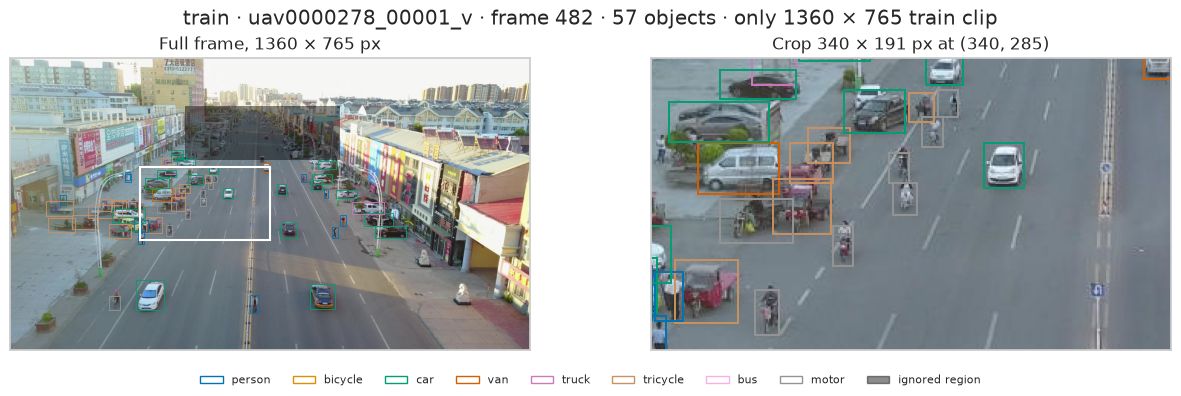 train · uav0000278_00001_v · frame 482 · 57 objects · only 1360 × 765 train clip
Full frame, 1360 × 765 px
Crop 340 × 191 px at (340, 285)
person
bicycle
car
van
truck
tricycle
bus
motor
ignored region